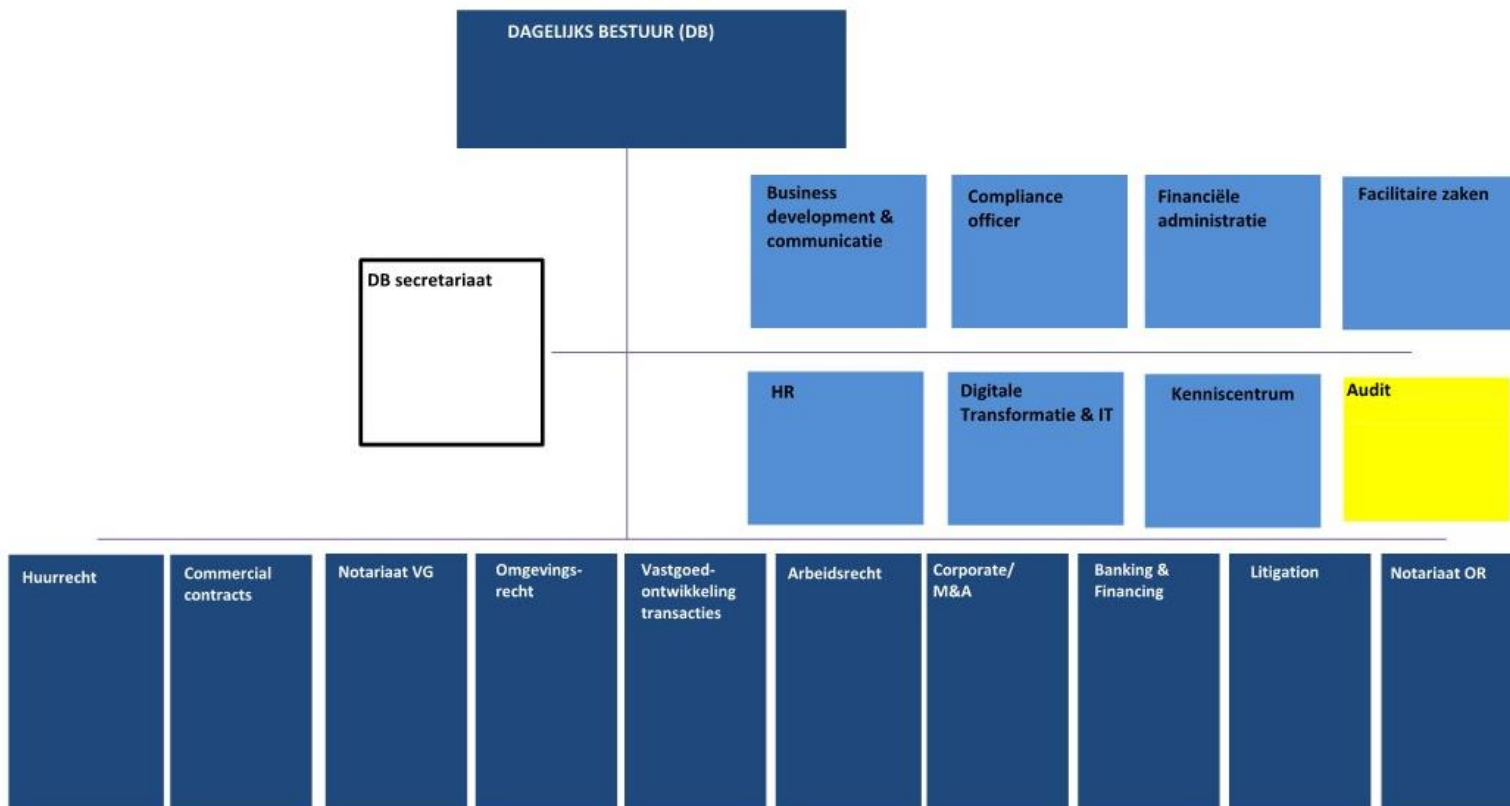 DAGELIJKS BESTUUR (DB)
Business
development &
communicatie
Compliance
officer
Financiële
administratie
Facilitaire zaken
DB secretariaat
HR
Digitale
Transformatie & IT
Kenniscentrum
Audit
Huurrecht
Commercial
contracts
Notariaat VG
Omgevings-
recht
Vastgoed-
ontwikkeling
transacties
Arbeidsrecht
Corporate/
M&A
Banking &
Financing
Litigation
Notariaat OR